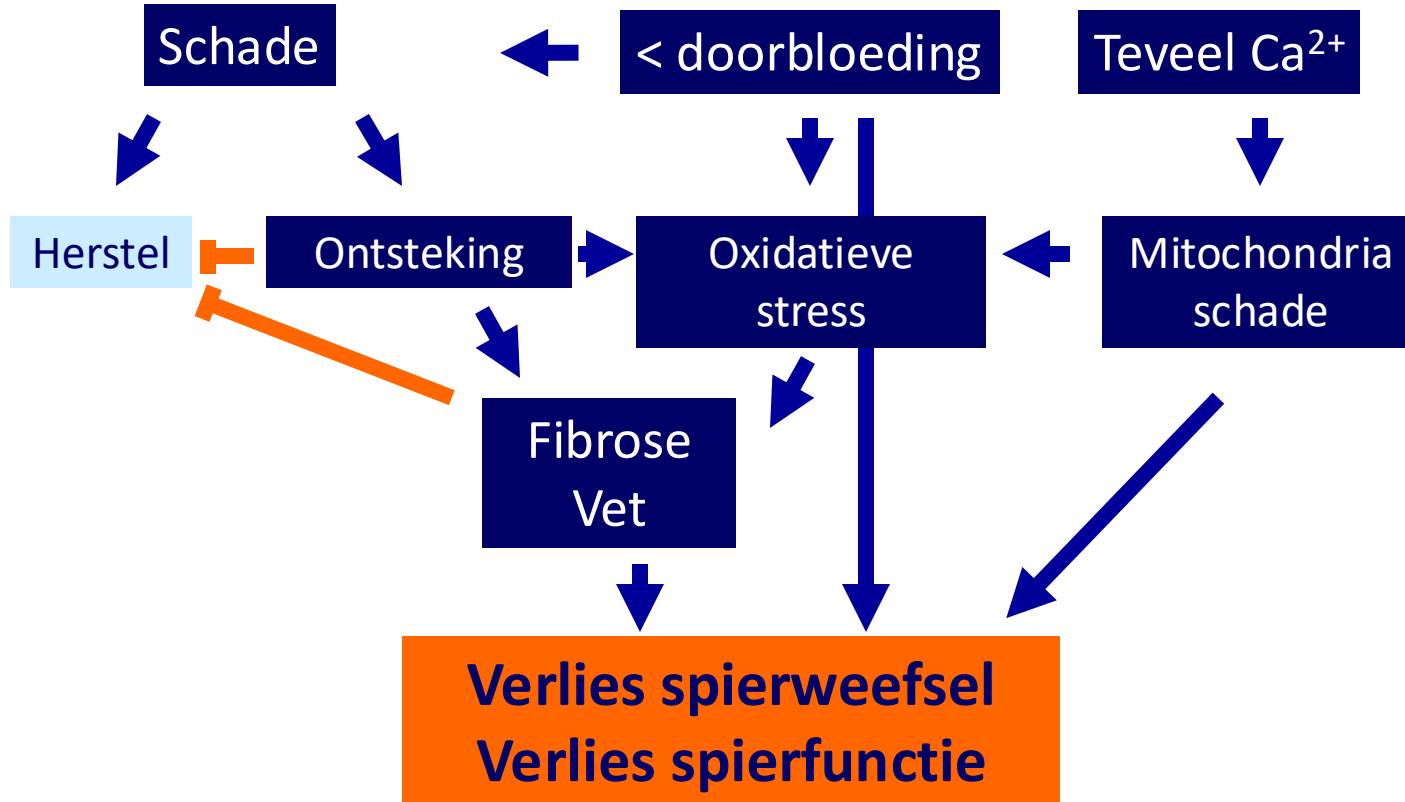 Schade
< doorbloeding
Teveel Ca²⁺
Herstel
Ontsteking
Oxidatieve
stress
Mitochondria
schade
Fibrose
Vet
Verlies spierweefsel
Verlies spierfunctie